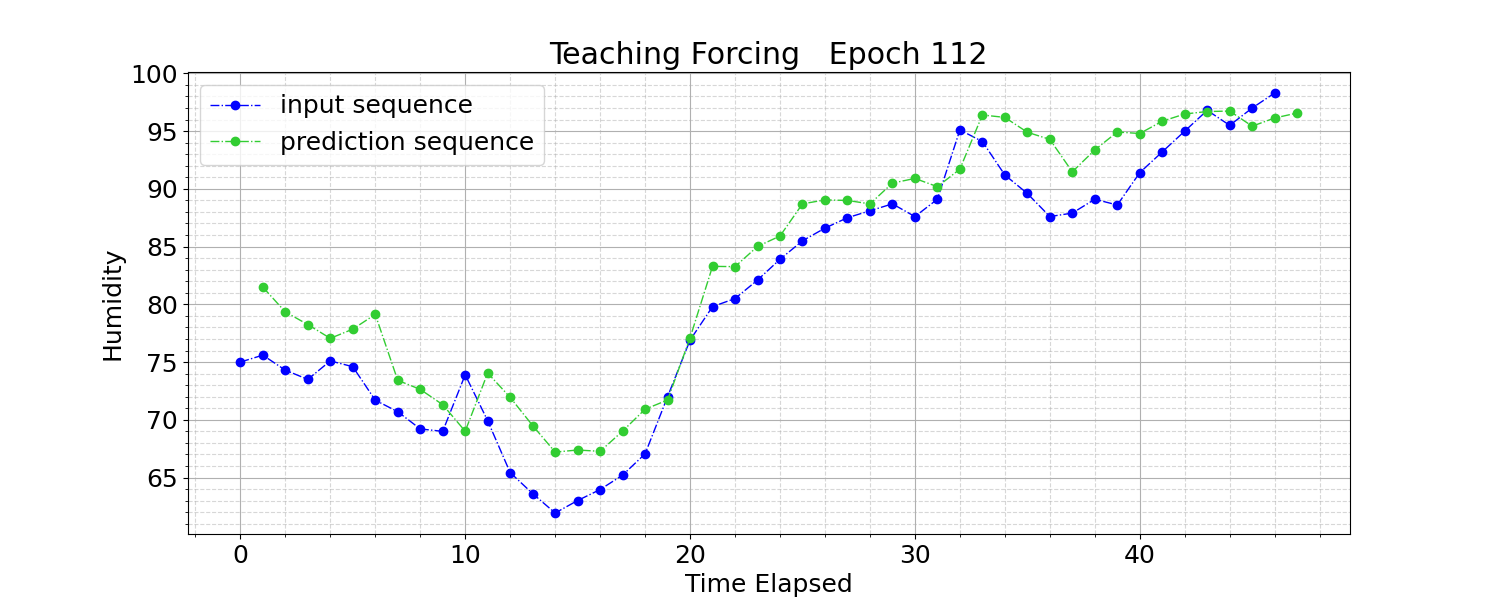 Teaching Forcing   Epoch 112
100
95
90
85
80
75
70
65
Humidity
input sequence
prediction sequence
0 10 20 30 40
Time Elapsed